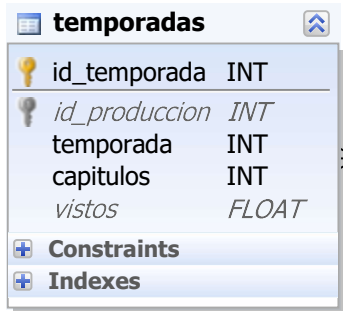 temporadas
id_temporada INT
id_produccion INT
temporada INT
capitulos INT
vistos FLOAT
Constraints
Indexes